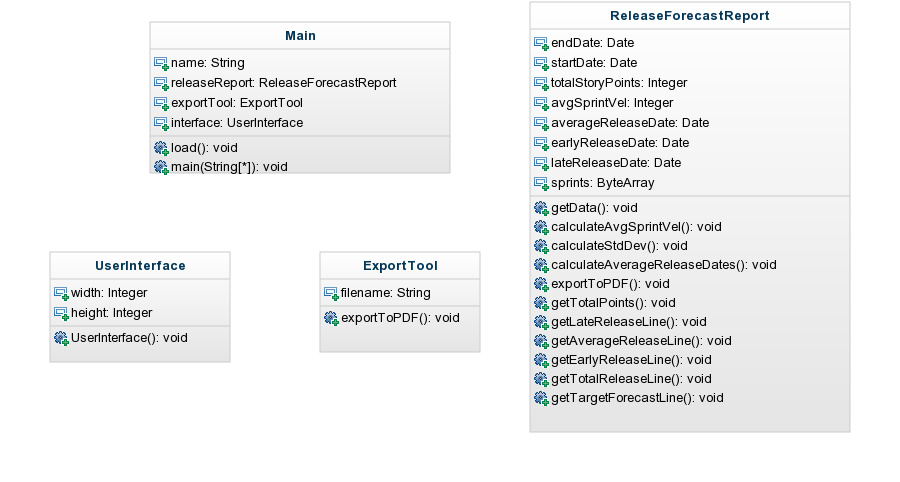 Main
name: String
releaseReport: ReleaseForecastReport
exportTool: ExportTool
interface: UserInterface
load(): void
main(String[*]): void
ReleaseForecastReport
endDate: Date
startDate: Date
totalStoryPoints: Integer
avgSprintVel: Integer
averageReleaseDate: Date
earlyReleaseDate: Date
lateReleaseDate: Date
sprints: ByteArray
getData(): void
calculateAvgSprintVel(): void
calculateStdDev(): void
calculateAverageReleaseDates(): void
exportToPDF(): void
getTotalPoints(): void
getLateReleaseLine(): void
getAverageReleaseLine(): void
getEarlyReleaseLine(): void
getTotalReleaseLine(): void
getTargetForecastLine(): void
UserInterface
width: Integer
height: Integer
UserInterface(): void
ExportTool
filename: String
exportToPDF(): void